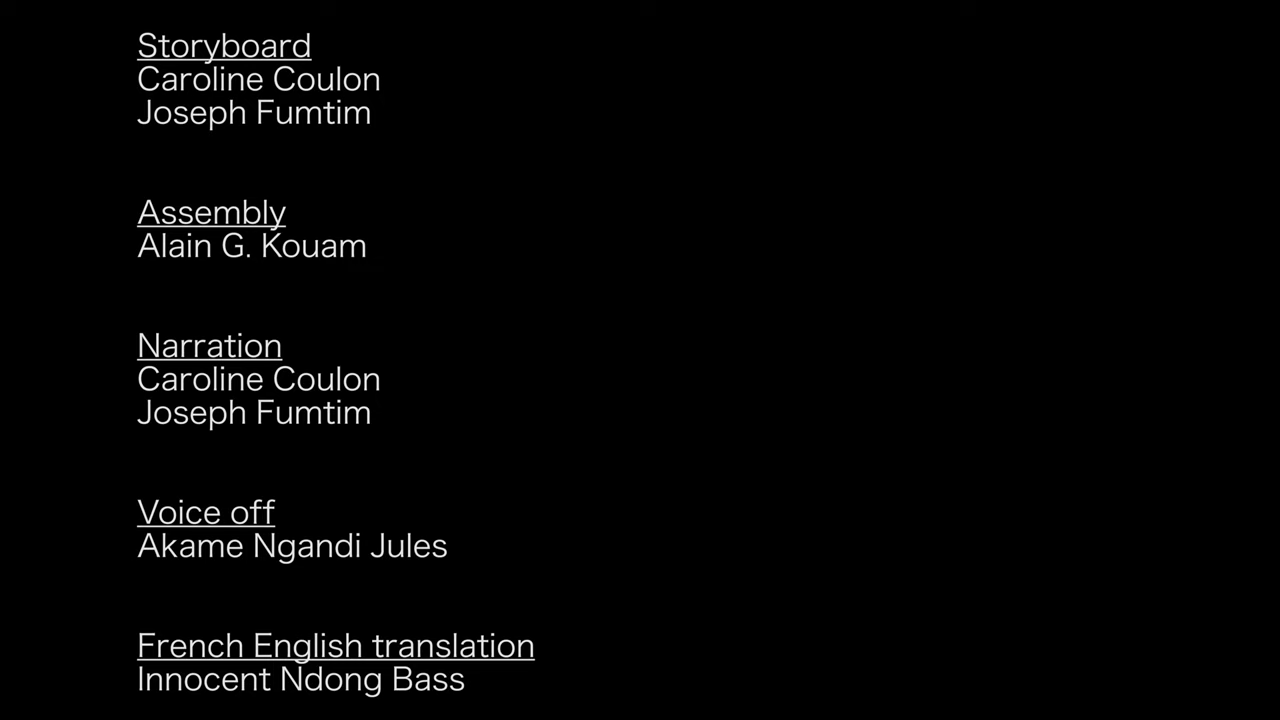 Storyboard
Caroline Coulon
Joseph Fumtim
Assembly
Alain G. Kouam
Narration
Caroline Coulon
Joseph Fumtim
Voice off
Akame Ngandi Jules
French English translation
Innocent Ndong Bass